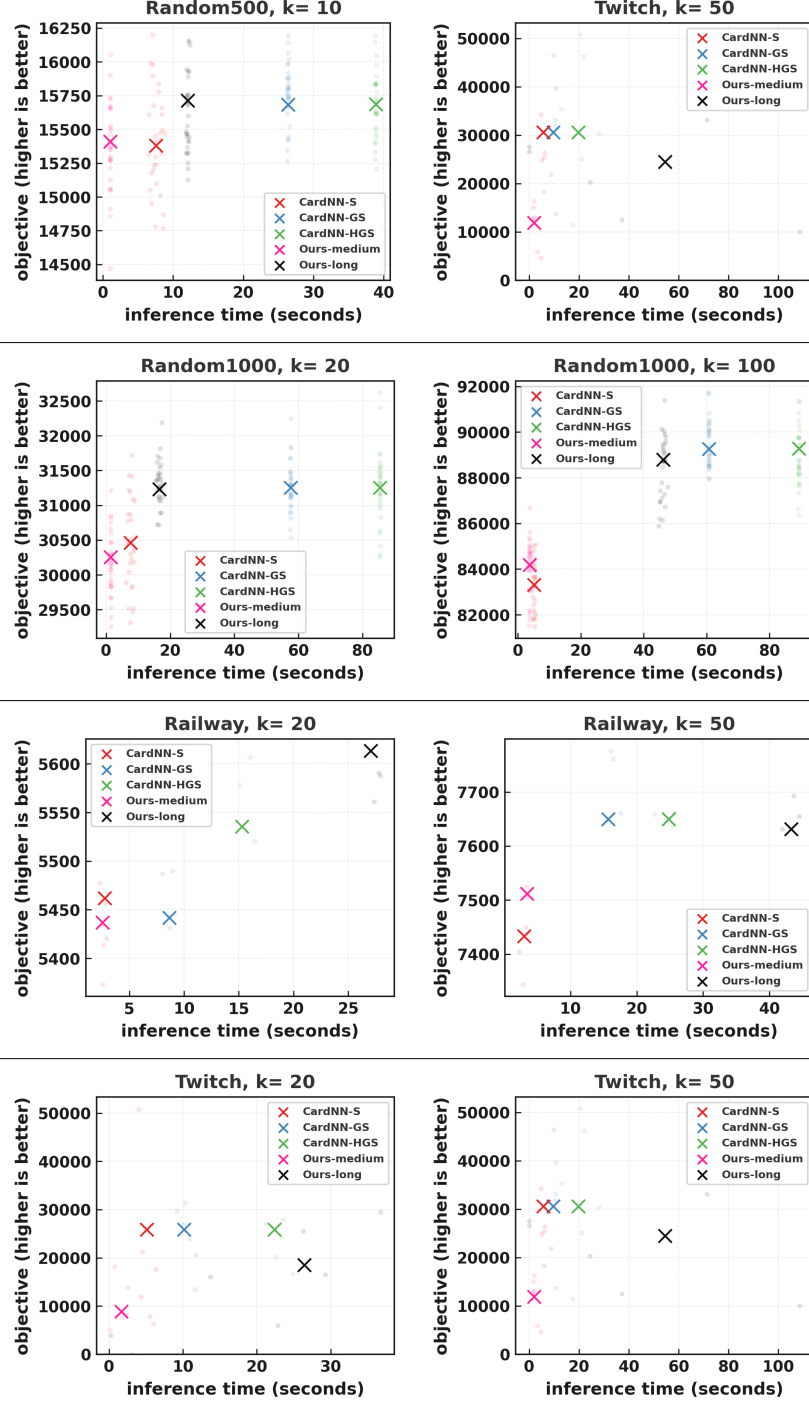 Random500, k= 10
objective (higher is better)
16250
16000
15750
15500
15250
15000
14750
14500
CardNN-S
CardNN-GS
CardNN-HGS
Ours-medium
Ours-long
0 10 20 30 40
inference time (seconds)
Twitch, k= 50
objective (higher is better)
50000
40000
30000
20000
10000
0
CardNN-S
CardNN-GS
CardNN-HGS
Ours-medium
Ours-long
0 20 40 60 80 100
inference time (seconds)
Random1000, k= 20
objective (higher is better)
32500
32000
31500
31000
30500
30000
29500
CardNN-S
CardNN-GS
CardNN-HGS
Ours-medium
Ours-long
0 20 40 60 80
inference time (seconds)
Random1000, k= 100
objective (higher is better)
92000
90000
88000
86000
84000
82000
CardNN-S
CardNN-GS
CardNN-HGS
Ours-medium
Ours-long
0 20 40 60 80
inference time (seconds)
Railway, k= 20
objective (higher is better)
5600
5550
5500
5450
5400
CardNN-S
CardNN-GS
CardNN-HGS
Ours-medium
Ours-long
5 10 15 20 25
inference time (seconds)
Railway, k= 50
objective (higher is better)
7700
7600
7500
7400
CardNN-S
CardNN-GS
CardNN-HGS
Ours-medium
Ours-long
10 20 30 40
inference time (seconds)
Twitch, k= 20
objective (higher is better)
50000
40000
30000
20000
10000
0
CardNN-S
CardNN-GS
CardNN-HGS
Ours-medium
Ours-long
0 10 20 30
inference time (seconds)
Twitch, k= 50
objective (higher is better)
50000
40000
30000
20000
10000
0
CardNN-S
CardNN-GS
CardNN-HGS
Ours-medium
Ours-long
0 20 40 60 80 100
inference time (seconds)